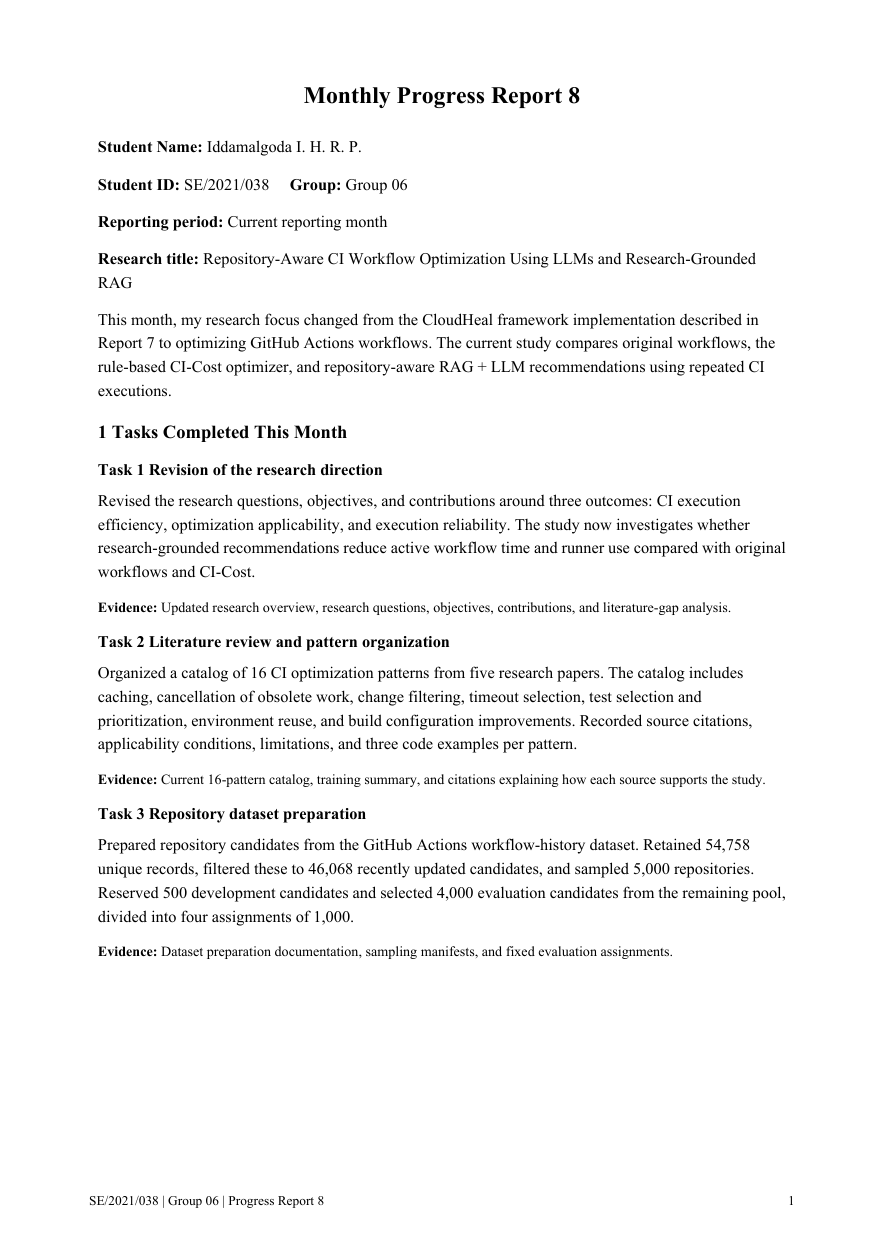 Monthly Progress Report 8
Student Name: Iddamalgoda I. H. R. P.
Student ID: SE/2021/038 Group: Group 06
Reporting period: Current reporting month
Research title: Repository-Aware CI Workflow Optimization Using LLMs and Research-Grounded
RAG
This month, my research focus changed from the CloudHeal framework implementation described in
Report 7 to optimizing GitHub Actions workflows. The current study compares original workflows, the
rule-based CI-Cost optimizer, and repository-aware RAG + LLM recommendations using repeated CI
executions.
1 Tasks Completed This Month
Task 1 Revision of the research direction
Revised the research questions, objectives, and contributions around three outcomes: CI execution
efficiency, optimization applicability, and execution reliability. The study now investigates whether
research-grounded recommendations reduce active workflow time and runner use compared with original
workflows and CI-Cost.
Evidence: Updated research overview, research questions, objectives, contributions, and literature-gap analysis.
Task 2 Literature review and pattern organization
Organized a catalog of 16 CI optimization patterns from five research papers. The catalog includes
caching, cancellation of obsolete work, change filtering, timeout selection, test selection and
prioritization, environment reuse, and build configuration improvements. Recorded source citations,
applicability conditions, limitations, and three code examples per pattern.
Evidence: Current 16-pattern catalog, training summary, and citations explaining how each source supports the study.
Task 3 Repository dataset preparation
Prepared repository candidates from the GitHub Actions workflow-history dataset. Retained 54,758
unique records, filtered these to 46,068 recently updated candidates, and sampled 5,000 repositories.
Reserved 500 development candidates and selected 4,000 evaluation candidates from the remaining pool,
divided into four assignments of 1,000.
Evidence: Dataset preparation documentation, sampling manifests, and fixed evaluation assignments.
SE/2021/038 | Group 06 | Progress Report 8 1